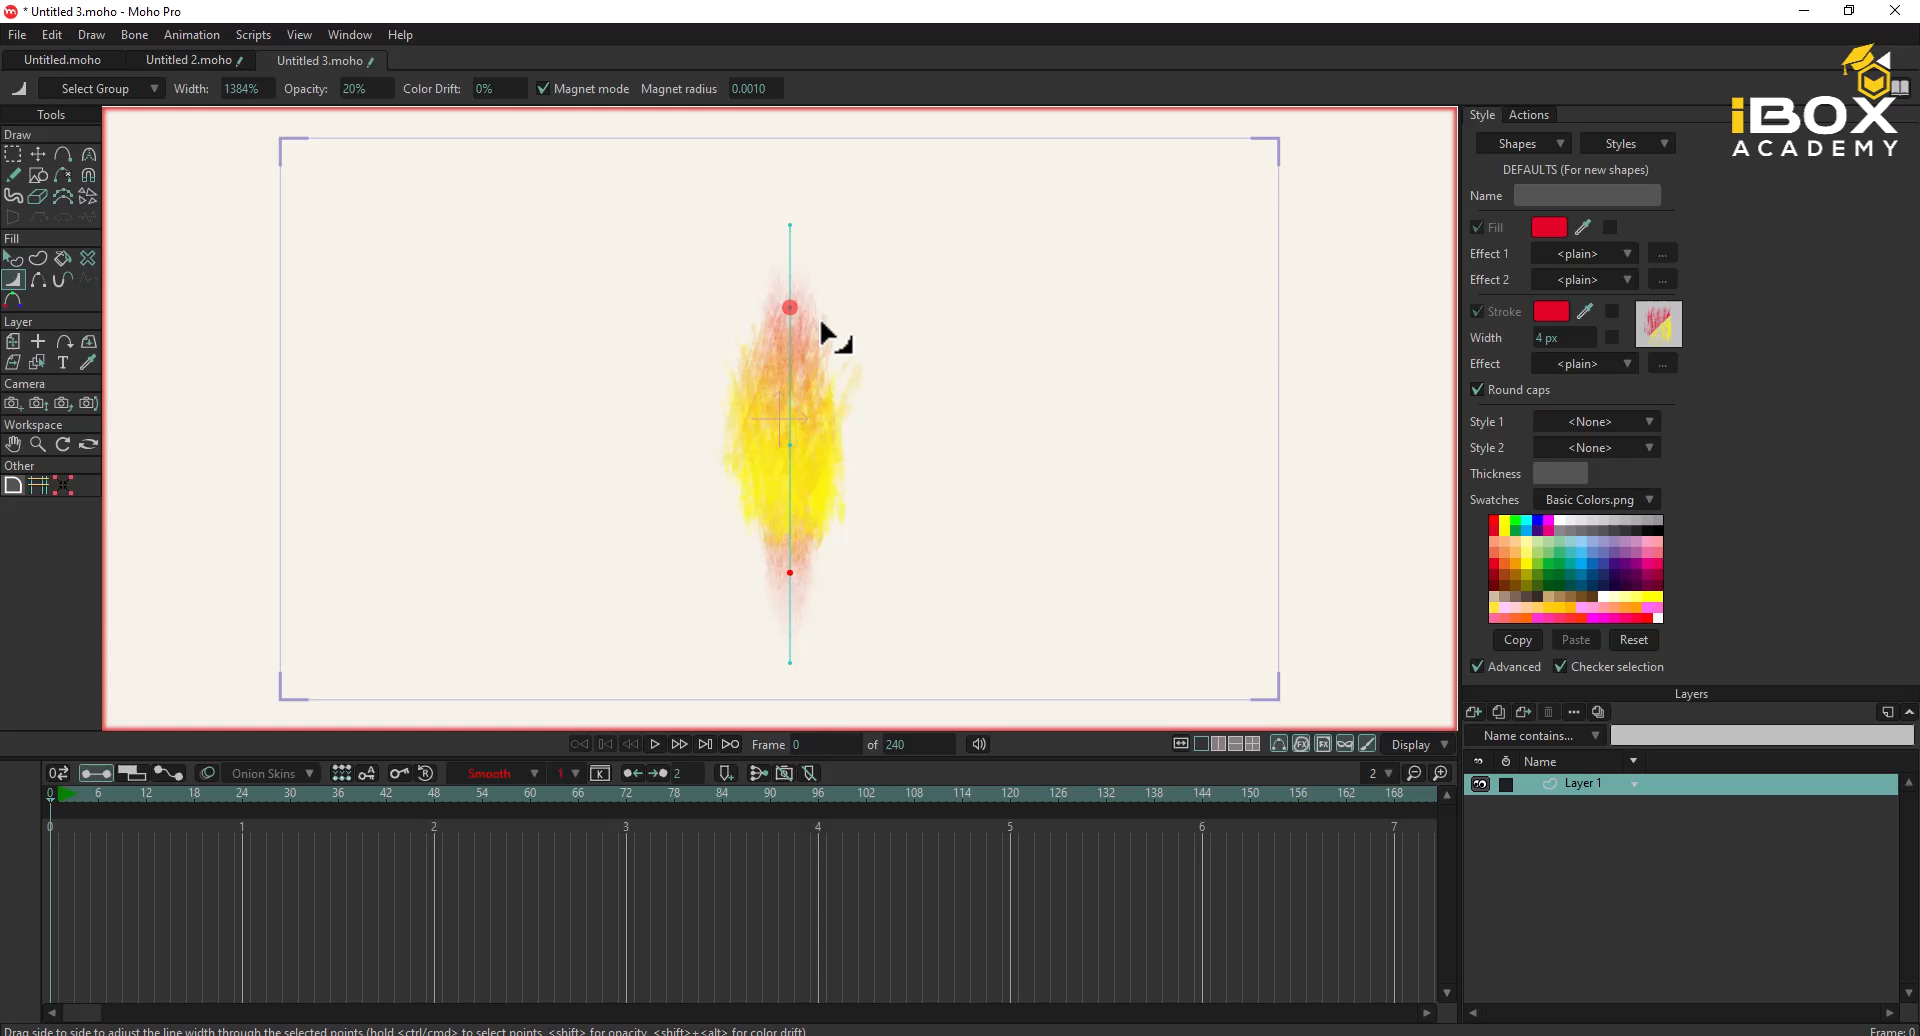 * Untitled 3.moho - Moho Pro
File Edit Draw Bone Animation Scripts View Window Help
Untitled.moho Untitled 2.moho Untitled 3.moho
Select Group Width: 1384% Opacity: 20% Color Drift: 0% Magnet mode Magnet radius 0.0010
iBOX
ACADEMY
Tools
Draw
Fill
Layer
Camera
Workspace
Other
Style Actions
Shapes Styles
DEFAULTS (For new shapes)
Name
Fill
Effect 1 <plain> ...
Effect 2 <plain> ...
Stroke
Width 4 px
Effect <plain> ...
Round caps
Style 1 <None>
Style 2 <None>
Thickness
Swatches Basic Colors.png
Copy Paste Reset
Advanced Checker selection
Layers
Name contains...
Name
Layer 1
Frame 0 of 240 Display
Onion Skins Smooth 1 2 2
0 6 12 18 24 30 36 42 48 54 60 66 72 78 84 90 96 102 108 114 120 126 132 138 144 150 156 162 168
0 1 2 3 4 5 6 7
Drag side to side to adjust the line width through the selected points (hold <ctrl/cmd> to select points, <shift> for opacity, <shift>+<alt> for color drift)
Frame: 0